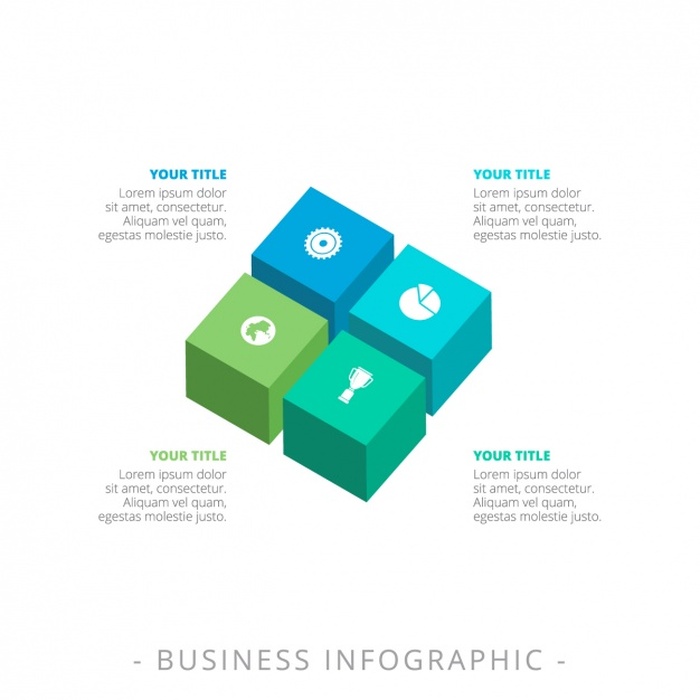 YOUR TITLE
Lorem ipsum dolor
sit amet, consectetur.
Aliquam vel quam,
egestas molestie justo.
YOUR TITLE
Lorem ipsum dolor
sit amet, consectetur.
Aliquam vel quam,
egestas molestie justo.
YOUR TITLE
Lorem ipsum dolor
sit amet, consectetur.
Aliquam vel quam,
egestas molestie justo.
YOUR TITLE
Lorem ipsum dolor
sit amet, consectetur.
Aliquam vel quam,
egestas molestie justo.
- BUSINESS INFOGRAPHIC -